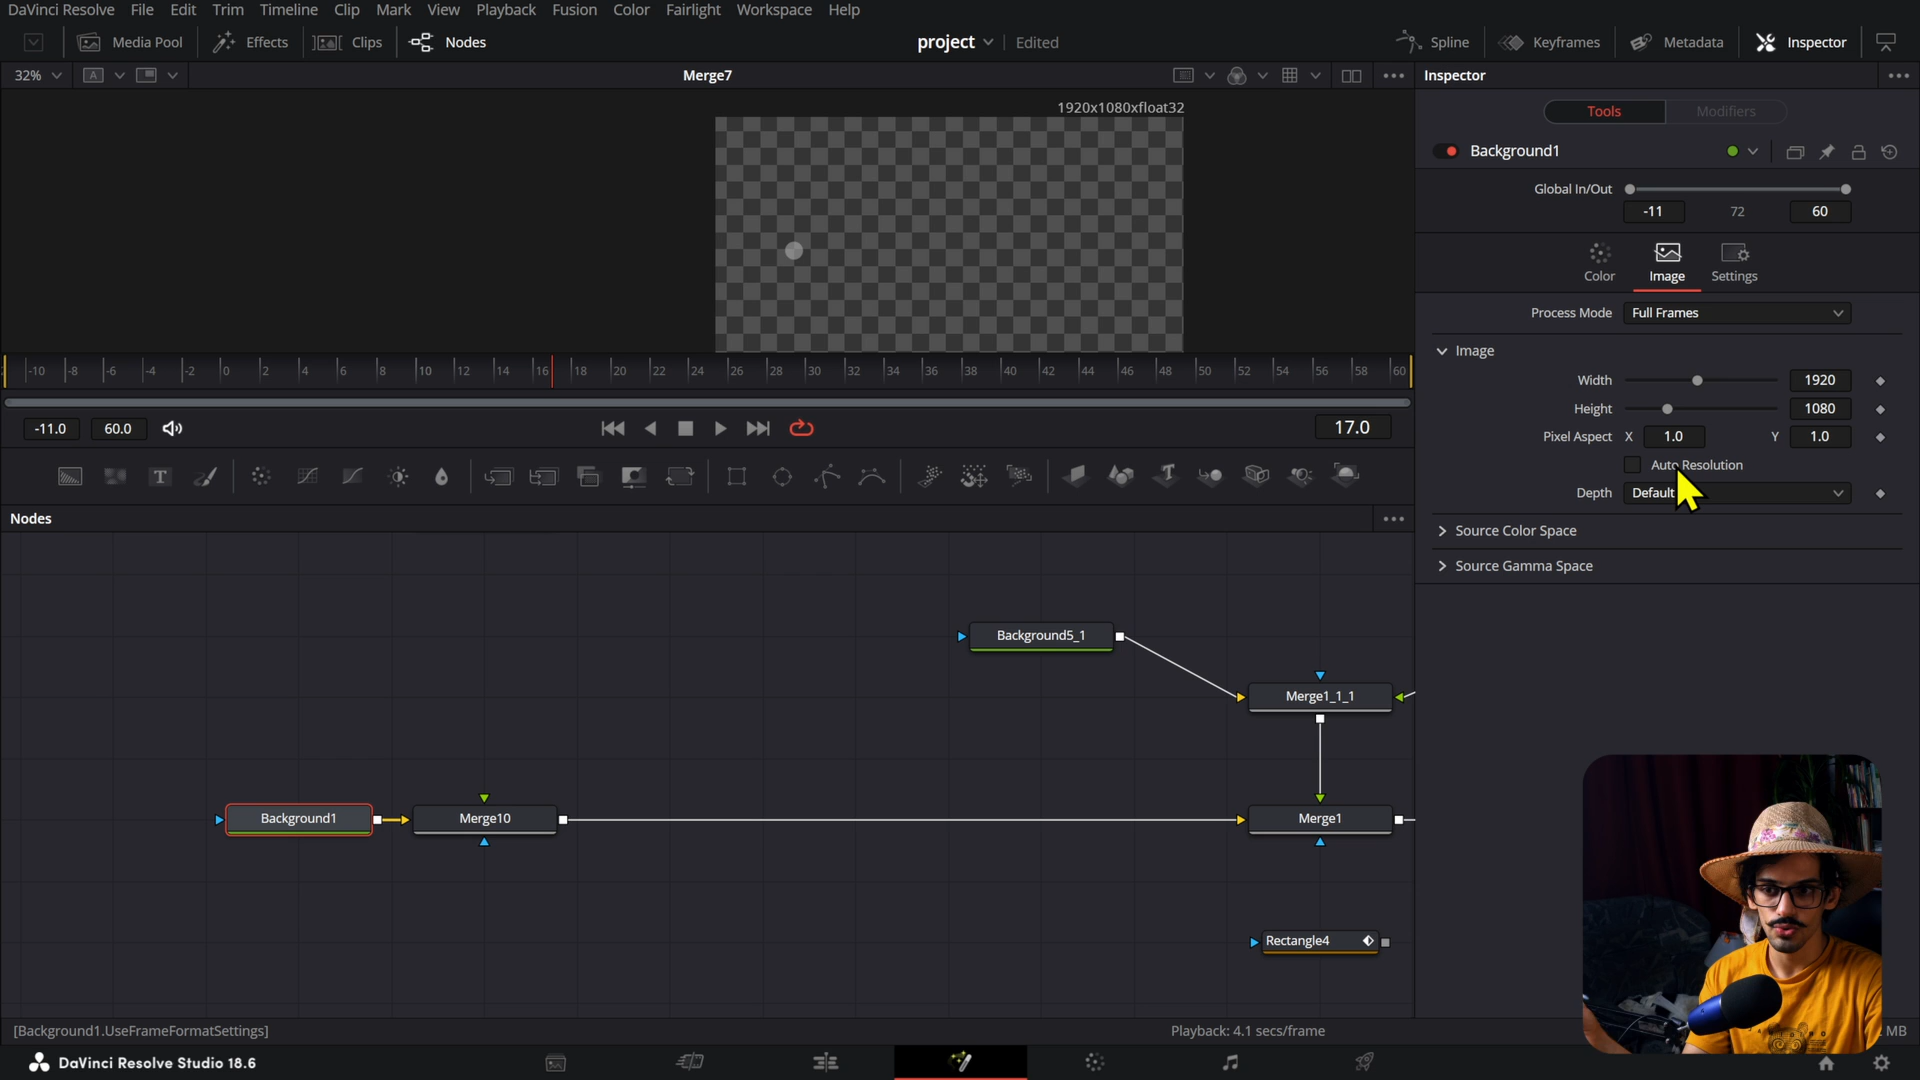 DaVinci Resolve File Edit Trim Timeline Clip Mark View Playback Fusion Color Fairlight Workspace Help
Media Pool Effects Clips Nodes project Edited Spline Keyframes Metadata Inspector
32% A Merge7 Inspector
1920x1080xfloat32
Tools Modifiers
Background1
Global In/Out
-11 72 60
Color Image Settings
Process Mode Full Frames
Image
Width 1920
Height 1080
Pixel Aspect X 1.0 Y 1.0
Auto Resolution
Depth Default
Source Color Space
Source Gamma Space
-10 -8 -6 -4 -2 0 2 4 6 8 10 12 14 16 18 20 22 24 26 28 30 32 34 36 38 40 42 44 46 48 50 52 54 56 58 60
-11.0 60.0 17.0
T T
Nodes
Background5_1
Merge1_1_1
Background1 Merge10 Merge1
Rectangle4
[Background1.UseFrameFormatSettings] Playback: 4.1 secs/frame MB
DaVinci Resolve Studio 18.6